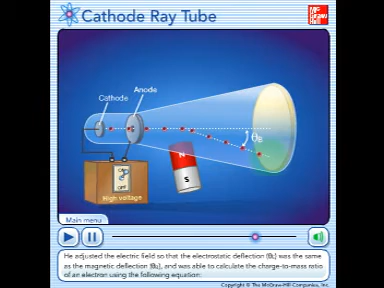 Cathode Ray Tube
Mc
Graw
Hill
Anode
Cathode
θB
N
S
High voltage
Main menu
He adjusted the electric field so that the electrostatic deflection (θE) was the same
as the magnetic deflection (θB), and was able to calculate the charge-to-mass ratio
of an electron using the following equation:
Copyright © The McGraw-Hill Companies, Inc.